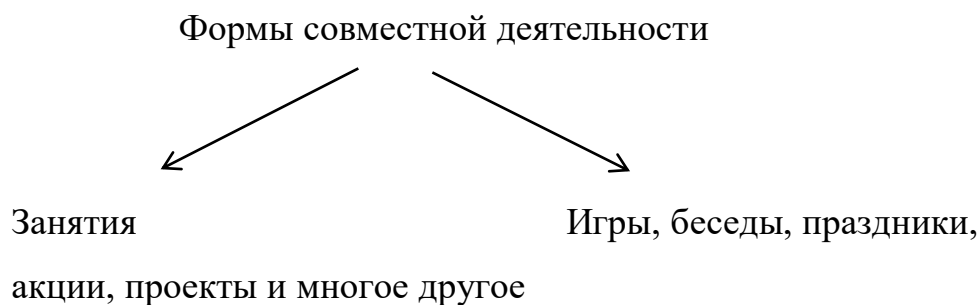 Формы совместной деятельности
Занятия Игры, беседы, праздники,
акции, проекты и многое другое